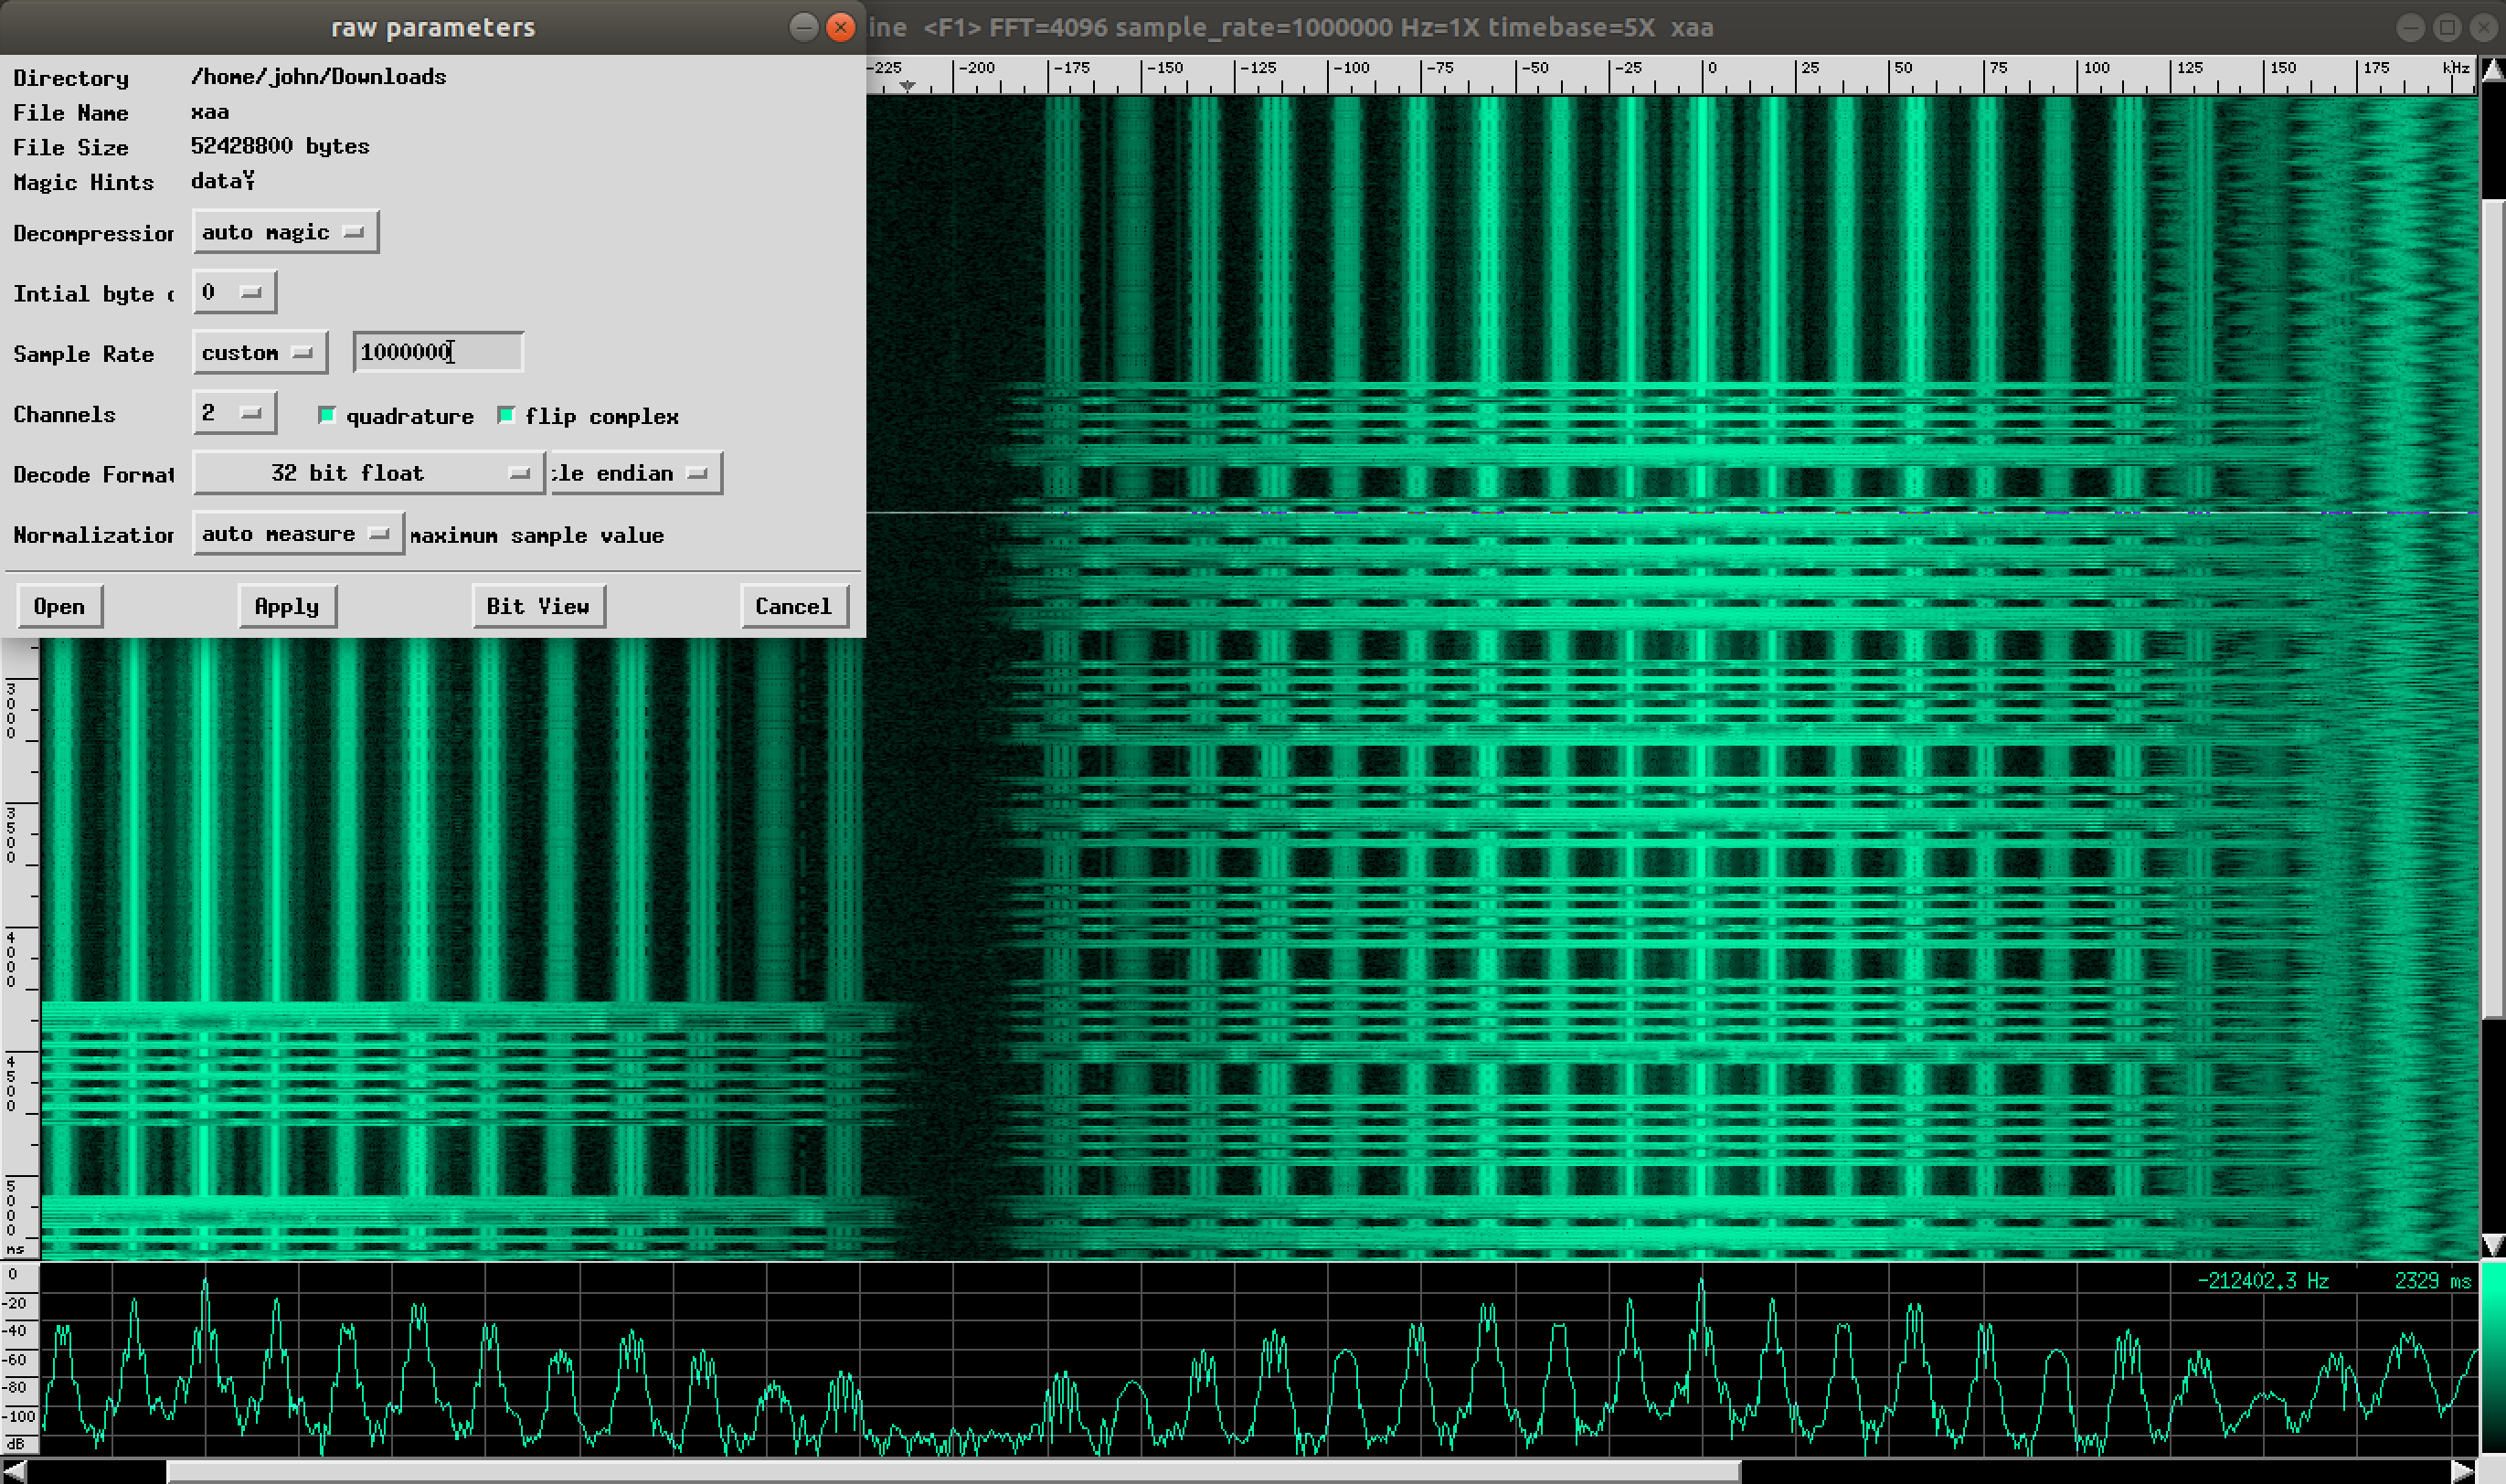 raw parameters
ine <F1> FFT=4096 sample_rate=1000000 Hz=1X timebase=5X xaa
Directory /home/john/Downloads
File Name xaa
File Size 52428800 bytes
Magic Hints data
Decompression auto magic
Intial byte 0
Sample Rate custom 1000000
Channels 2 quadrature flip complex
Decode Format 32 bit float le endian
Normalization auto measure maximum sample value
Open Apply Bit View Cancel
-225 -200 -175 -150 -125 -100 -75 -50 -25 0 25 50 75 100 125 150 175 kHz
3000
3500
4000
4500
5000
ms
-212402.3 Hz 2329 ms
0
-20
-40
-60
-80
-100
dB